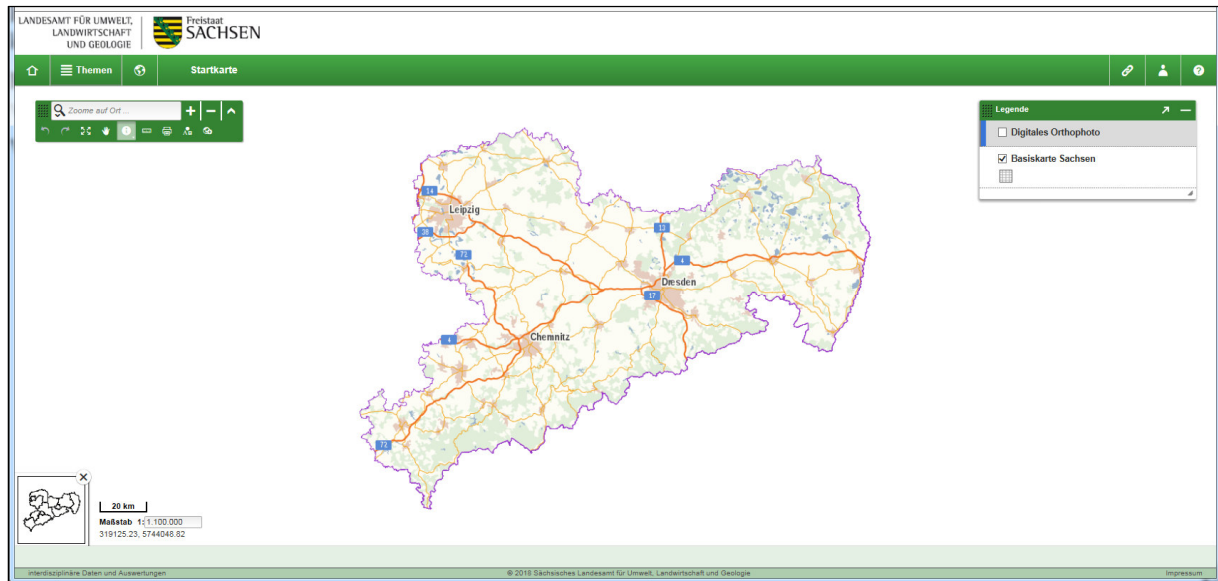 LANDESAMT FÜR UMWELT,
LANDWIRTSCHAFT
UND GEOLOGIE
Freistaat
SACHSEN
Themen
Startkarte
Zoome auf Ort ...
Legende
Digitales Orthophoto
Basiskarte Sachsen
14
Leipzig
38
13
72
4
Dresden
17
4
Chemnitz
72
20 km
Maßstab 1: 1.100.000
319125.23, 5744048.82
interdisziplinäre Daten und Auswertungen
© 2018 Sächsisches Landesamt für Umwelt, Landwirtschaft und Geologie
Impressum